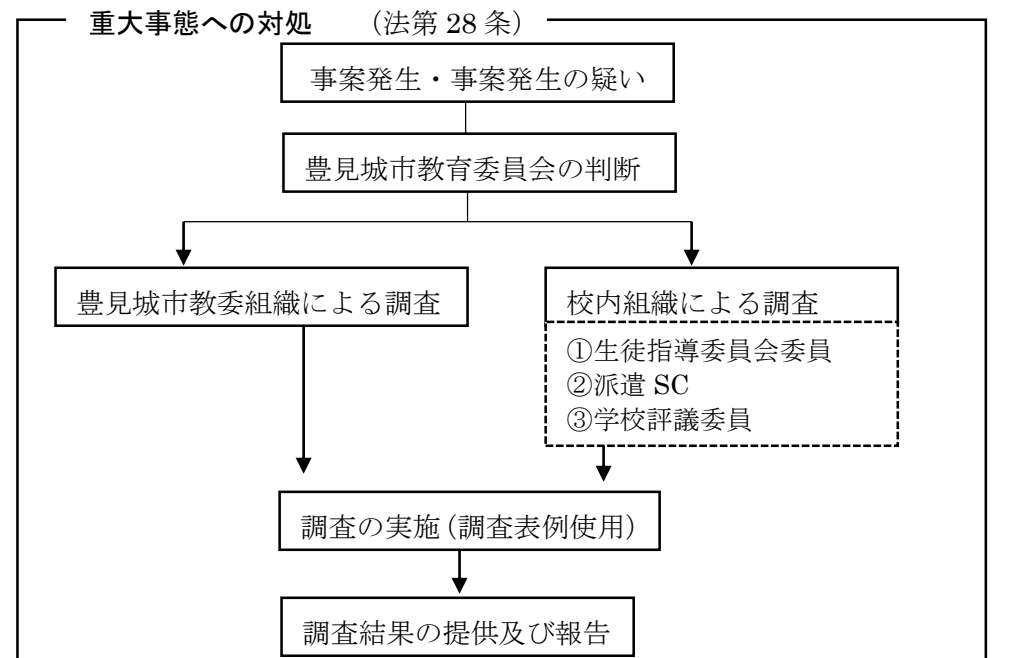 重大事態への対処 （法第 28 条）
事案発生・事案発生の疑い
豊見城市教育委員会の判断
豊見城市教委組織による調査
校内組織による調査
①生徒指導委員会委員
②派遣 SC
③学校評議委員
調査の実施（調査表例使用）
調査結果の提供及び報告